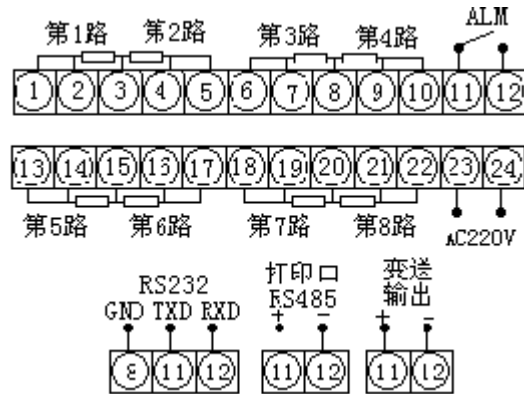 第1路 第2路 第3路 第4路 ALM
1 2 3 4 5 6 7 8 9 10 11 12
13 14 15 16 17 18 19 20 21 22 23 24
第5路 第6路 第7路 第8路 AC220V
RS232 打印口 变送
GND TXD RXD RS485 输出
+ - + -
8 11 12 11 12 11 12